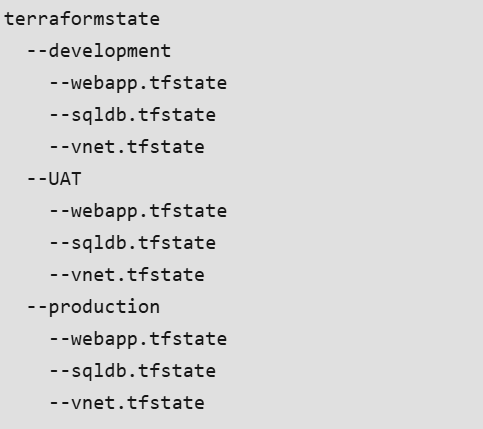 terraformstate
--development
--webapp.tfstate
--sqldb.tfstate
--vnet.tfstate
--UAT
--webapp.tfstate
--sqldb.tfstate
--vnet.tfstate
--production
--webapp.tfstate
--sqldb.tfstate
--vnet.tfstate